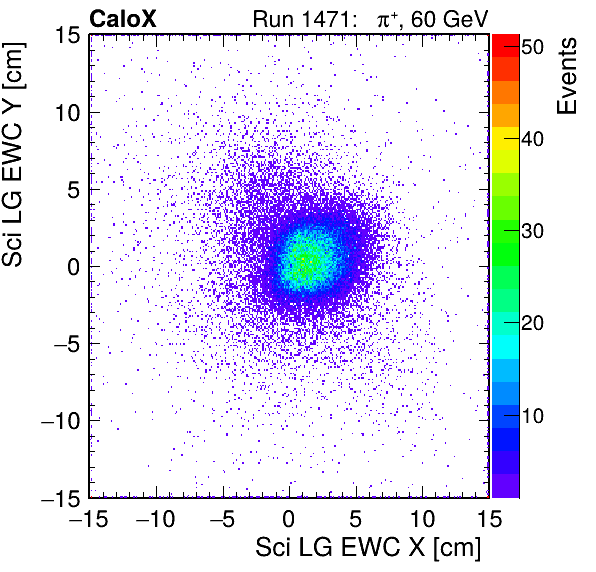 CaloX Run 1471: π⁺, 60 GeV
Sci LG EWC Y [cm]
15
10
5
0
−5
−10
−15
−15 −10 −5 0 5 10 15
Sci LG EWC X [cm]
Events
50
40
30
20
10